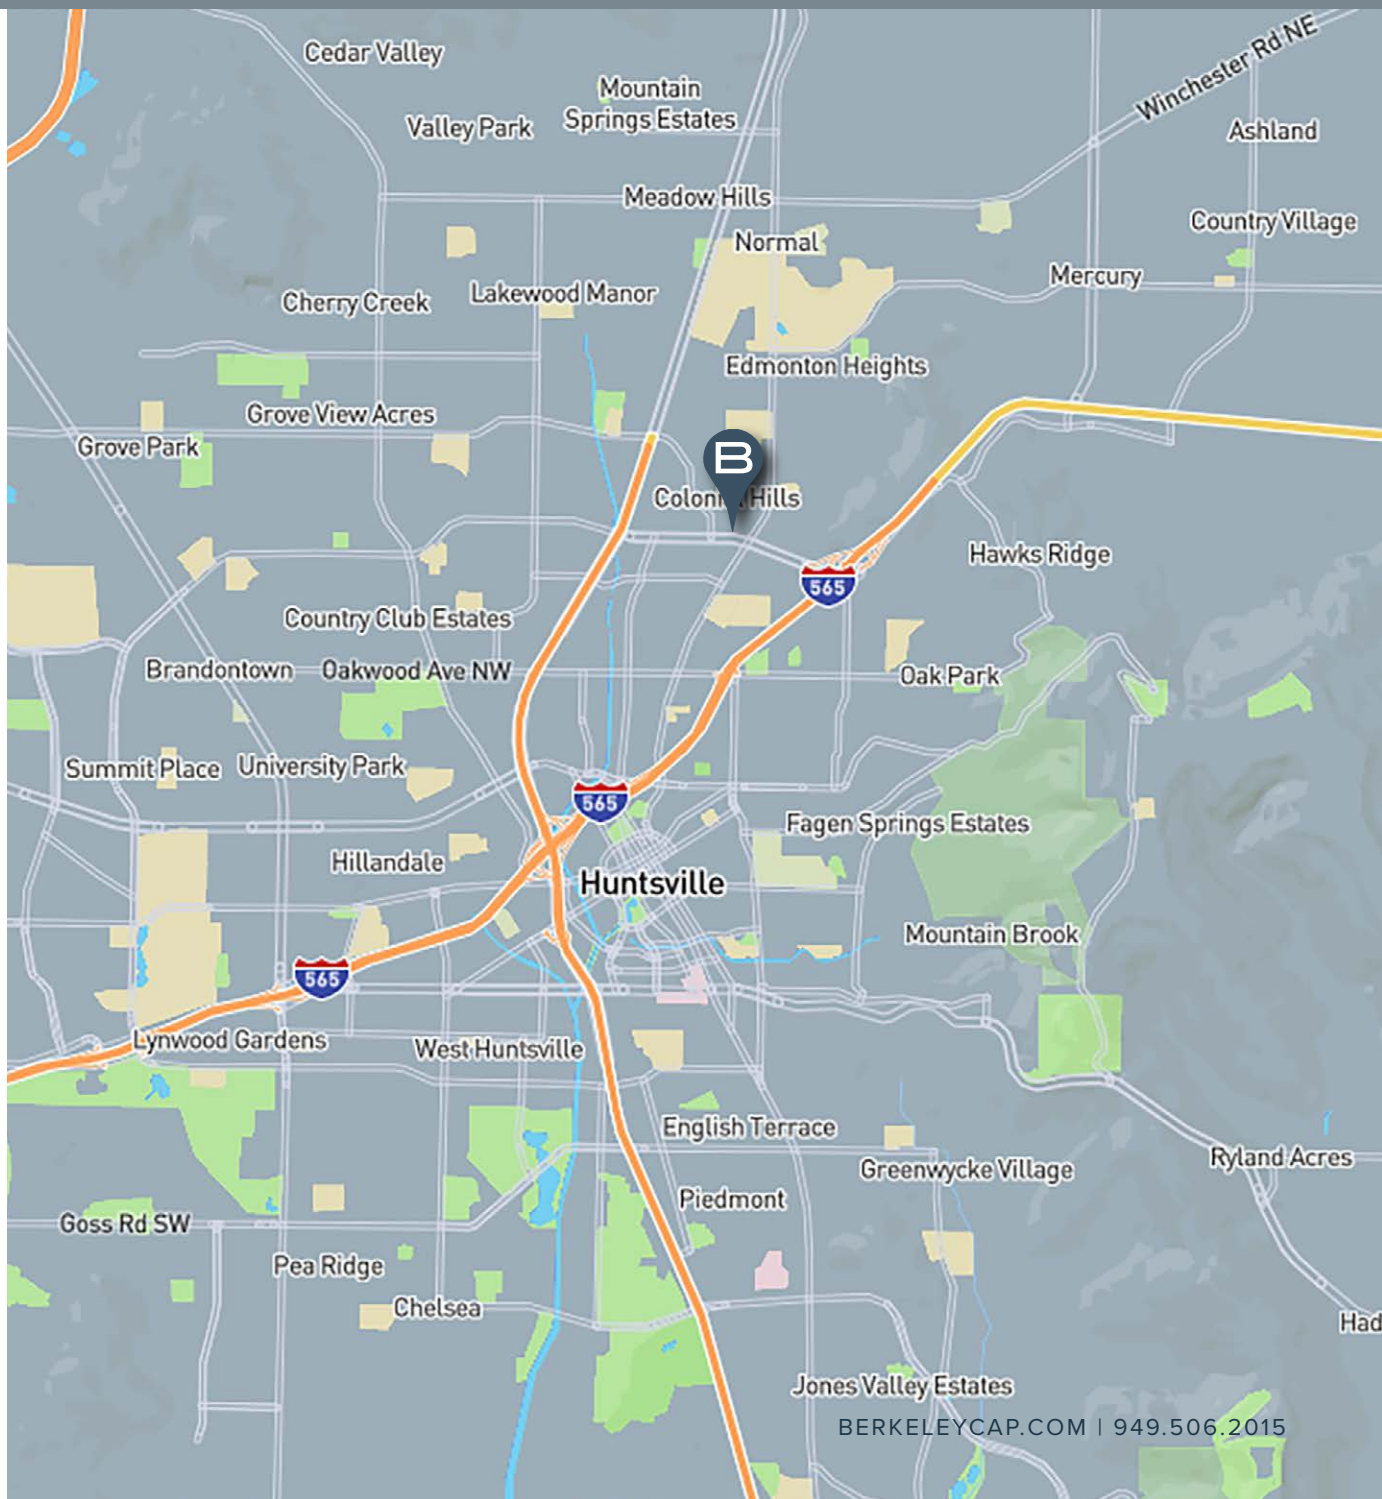 Cedar Valley
Winchester Rd NE
Mountain
Springs Estates
Valley Park
Ashland
Meadow Hills
Country Village
Normal
Mercury
Lakewood Manor
Cherry Creek
Edmonton Heights
Grove View Acres
Grove Park
B
Colonial Hills
Hawks Ridge
565
Country Club Estates
Brandontown
Oakwood Ave NW
Oak Park
Summit Place
University Park
565
Fagen Springs Estates
Hillandale
Huntsville
Mountain Brook
565
Lynwood Gardens
West Huntsville
English Terrace
Greenwycke Village
Ryland Acres
Piedmont
Goss Rd SW
Pea Ridge
Chelsea
Had
Jones Valley Estates
BERKELEYCAP.COM | 949.506.2015